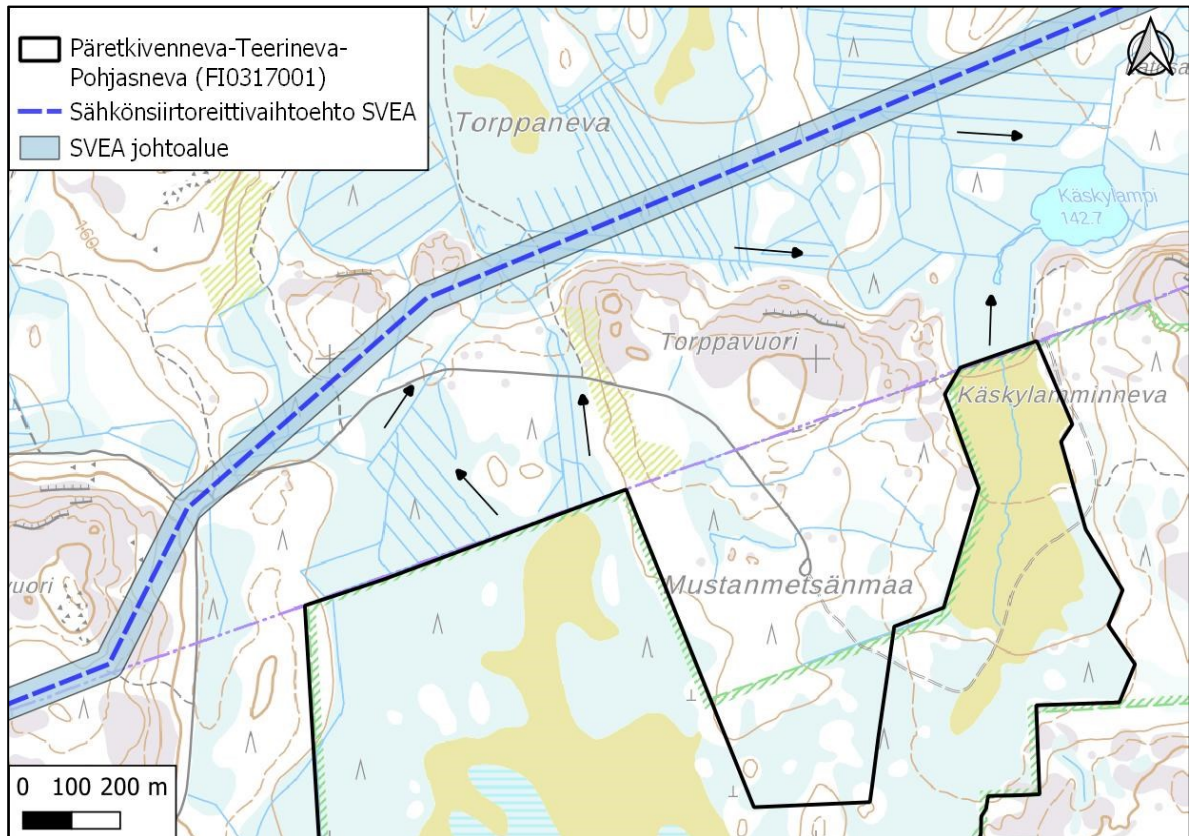 Päretkivenneva-Teerineva-
Pohjasneva (FI0317001)
Sähkönsiirtoreittivaihtoehto SVEA
SVEA johtoalue
Torppaneva
160
Käskylampi
142.7
Torppavuori
Käskylamminneva
Mustanmetsänmaa
vuori
0 100 200 m